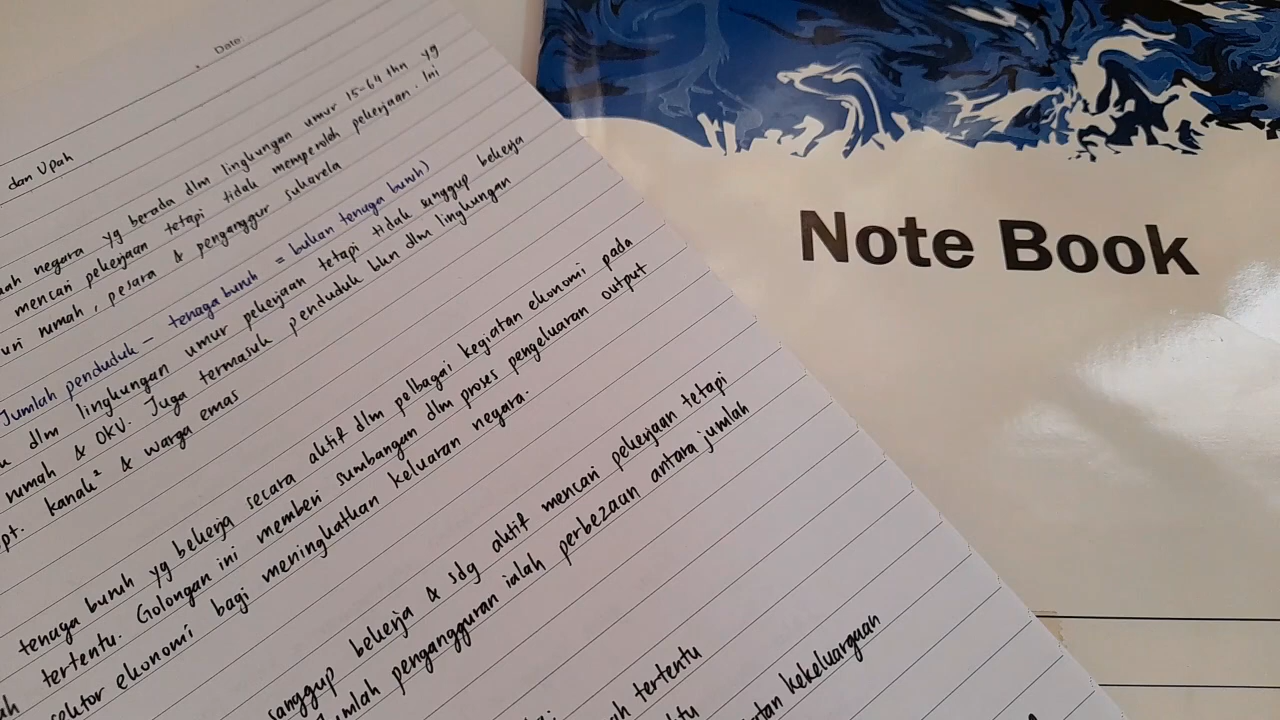 Date:
dan Upah
negara yg berada dlm lingkungan umur 15-64 thn yg
mencari pekerjaan tetapi tidak memperoleh pekerjaan. Ini
rumah, pesara & penganggur sukarela
Jumlah penduduk - tenaga buruh = bukan tenaga buruh)
dlm lingkungan umur pekerjaan tetapi tidak sanggup bekerja
rumah & OKU. Juga termasuk penduduk bkn dlm lingkungan
pt. kanak² & warga emas
tenaga buruh yg bekerja secara aktif dlm pelbagai kegiatan ekonomi pada
tertentu. Golongan ini memberi sumbangan dlm proses pengeluaran output
sektor ekonomi bagi meningkatkan keluaran negara.
sanggup bekerja & sdg aktif mencari pekerjaan tetapi
Jumlah pengangguran ialah perbezaan antara jumlah
tertentu
kekeluargaan
Note Book